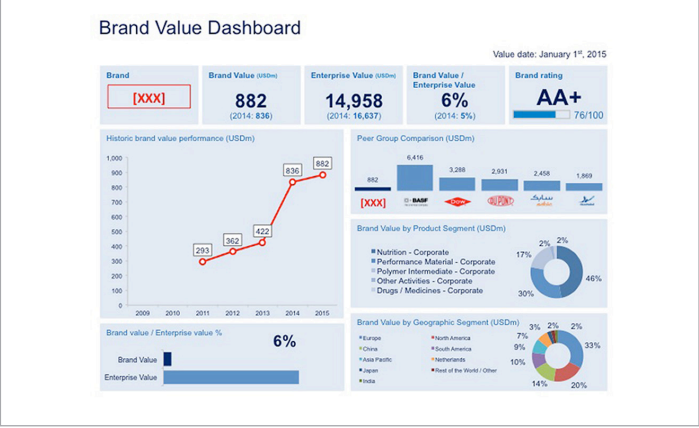 Brand Value Dashboard
Value date: January 1st, 2015
Brand
[XXX]
Brand Value (USDm)
882
(2014: 836)
Enterprise Value (USDm)
14,958
(2014: 16,637)
Brand Value /
Enterprise Value
6%
(2014: 5%)
Brand rating
AA+
76/100
Historic brand value performance (USDm)
1,000
900
800
700
600
500
400
300
200
100
0
293
362
422
836
882
2009 2010 2011 2012 2013 2014 2015
Peer Group Comparison (USDm)
882 6,416 3,288 2,931 2,458 1,869
[XXX] BASF DOW DUPONT سابك
Brand Value by Product Segment (USDm)
Nutrition - Corporate
Performance Material - Corporate
Polymer Intermediate - Corporate
Other Activities - Corporate
Drugs / Medicines - Corporate
2% 2%
17%
46%
30%
Brand value / Enterprise value %
6%
Brand Value
Enterprise Value
Brand Value by Geographic Segment (USDm)
Europe North America
China South America
Asia Pacific Netherlands
Japan Rest of the World / Other
India
3% 2% 2%
7%
9%
10%
14%
20%
33%